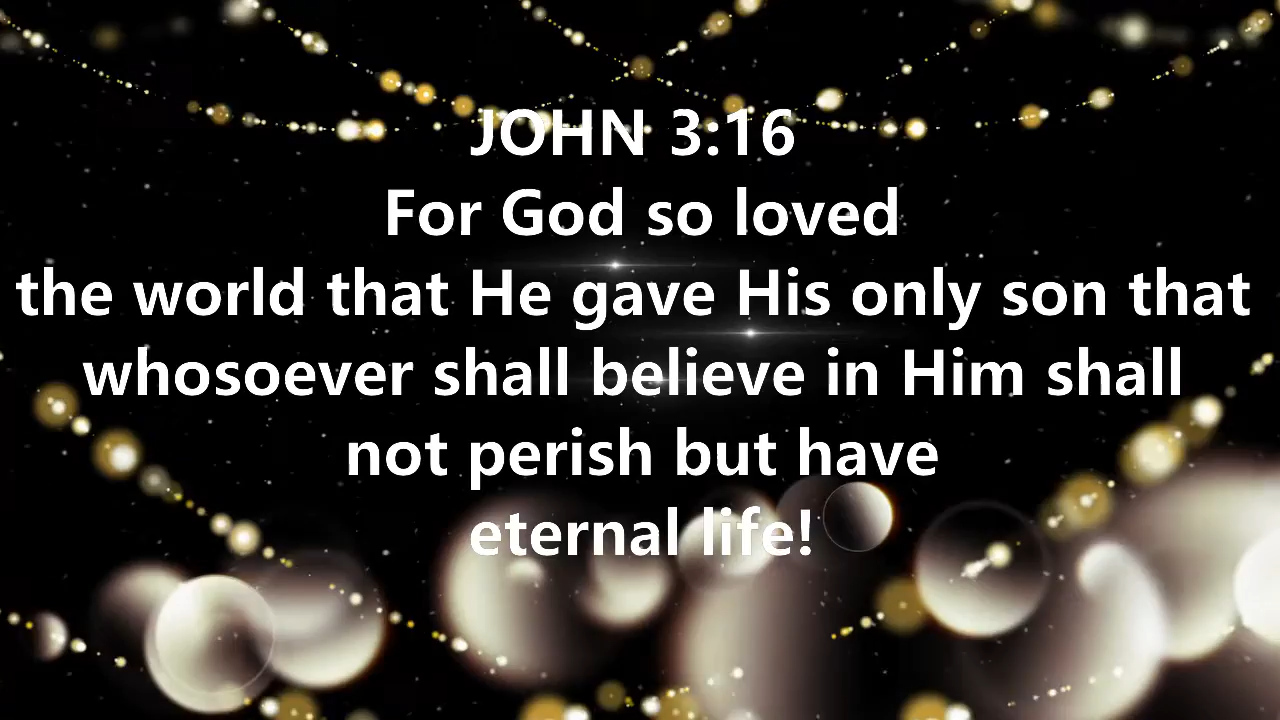 JOHN 3:16
For God so loved
the world that He gave His only son that
whosoever shall believe in Him shall
not perish but have
eternal life!